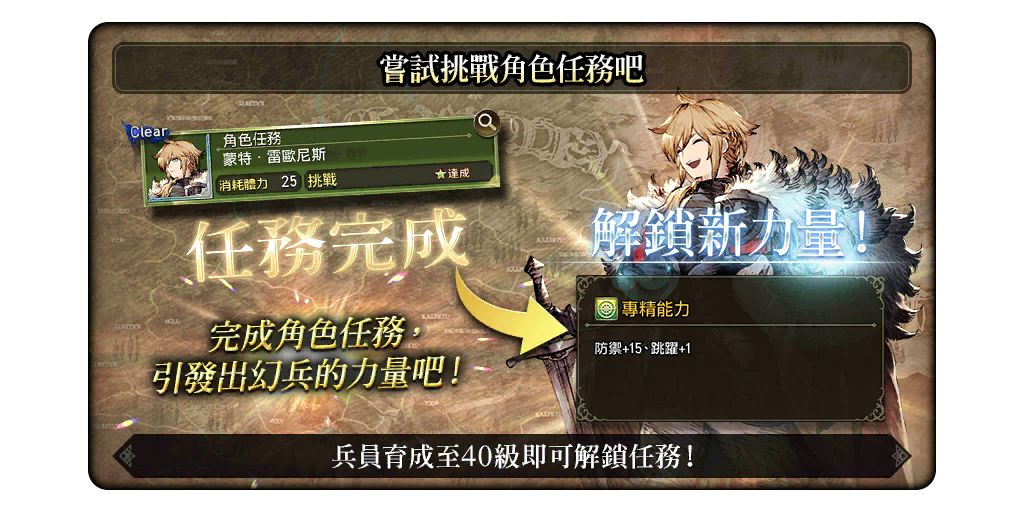 嘗試挑戰角色任務吧
Clear
角色任務
蒙特·雷歐尼斯
消耗體力 25 挑戰 ★達成
任務完成
解鎖新力量！
完成角色任務，
引發出幻兵的力量吧！
專精能力
防禦+15、跳躍+1
兵員育成至40級即可解鎖任務！